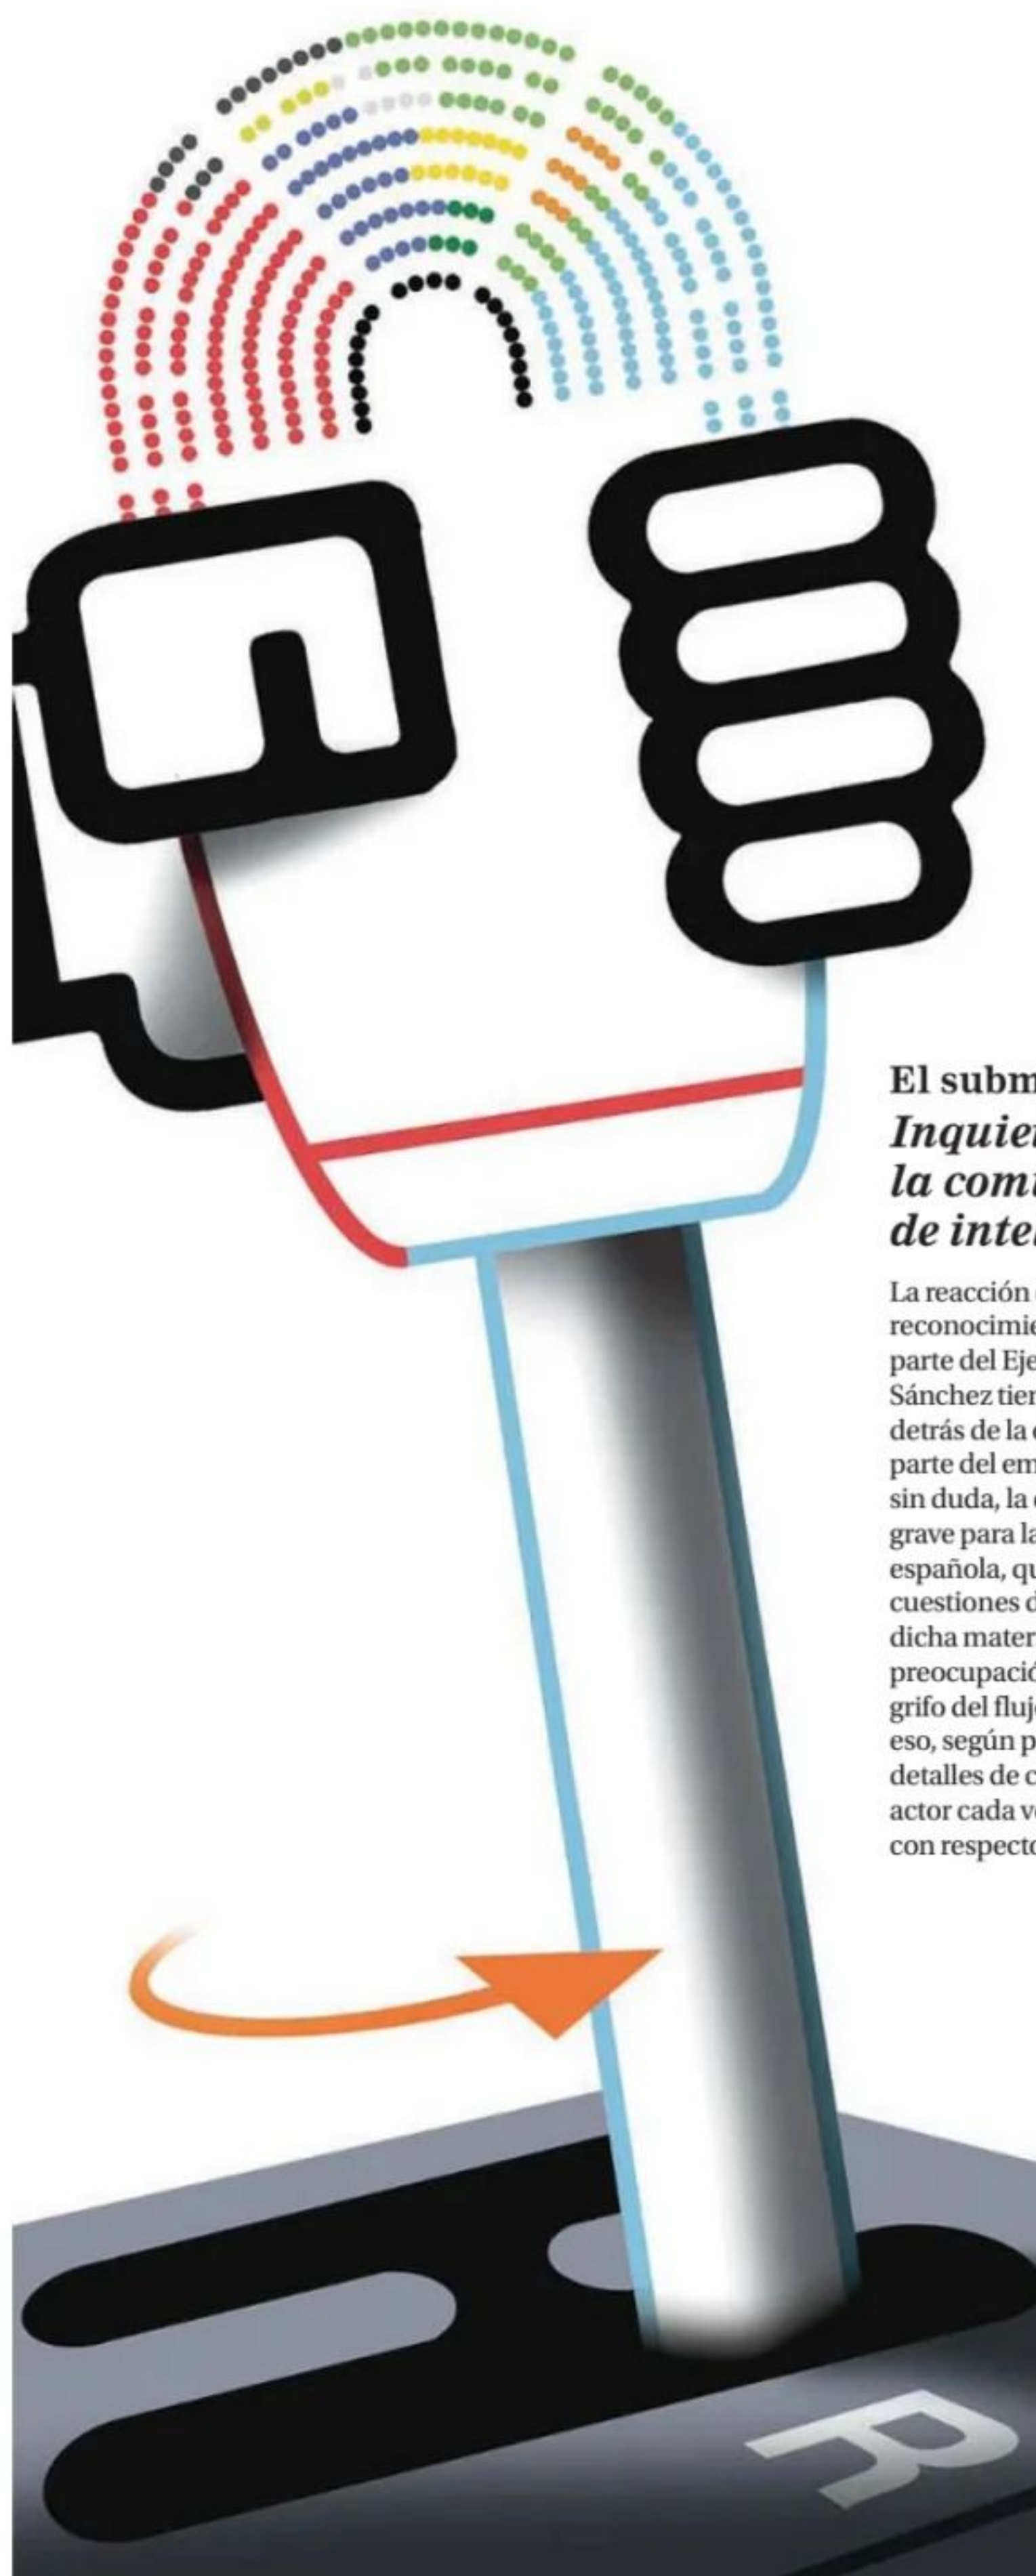 El subm
Inquie
la com
de inte
La reacción
reconocimie
parte del Eje
Sánchez tien
detrás de la
parte del em
sin duda, la
grave para la
española, qu
cuestiones d
dicha mater
preocupació
grifo del fluj
eso, según p
detalles de c
actor cada v
con respecto
R